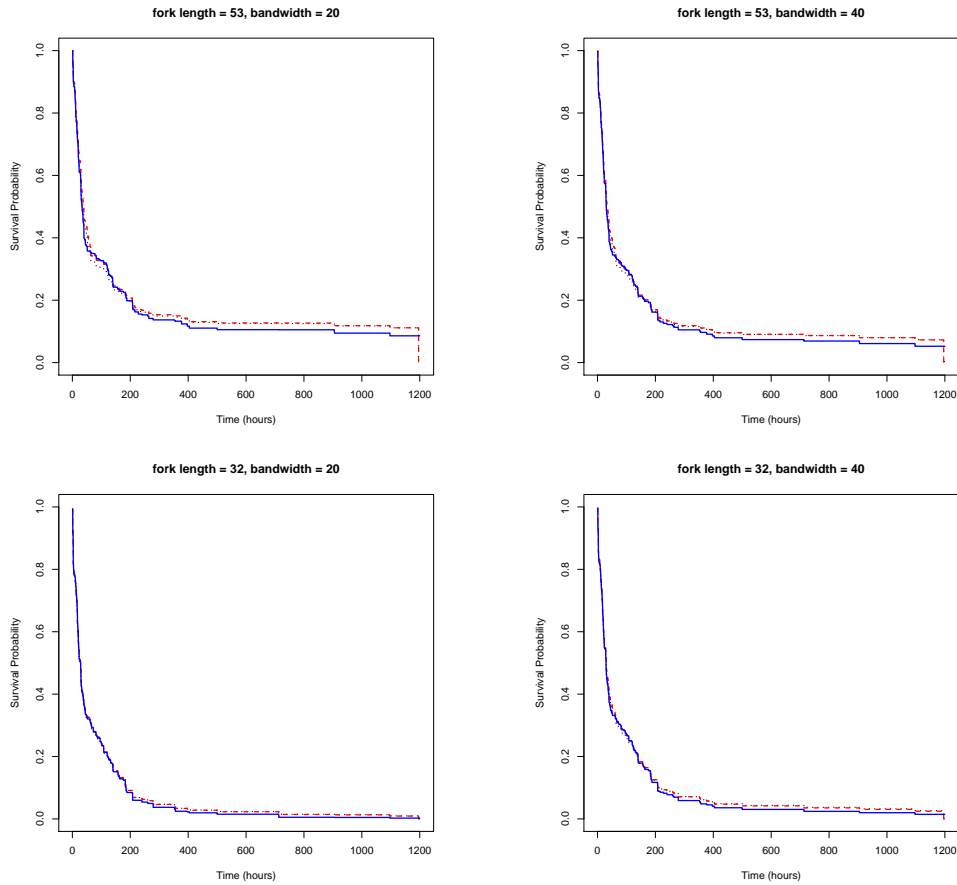 fork length = 53, bandwidth = 20
Survival Probability
1.0
0.8
0.6
0.4
0.2
0.0
0 200 400 600 800 1000 1200
Time (hours)
fork length = 53, bandwidth = 40
Survival Probability
1.0
0.8
0.6
0.4
0.2
0.0
0 200 400 600 800 1000 1200
Time (hours)
fork length = 32, bandwidth = 20
Survival Probability
1.0
0.8
0.6
0.4
0.2
0.0
0 200 400 600 800 1000 1200
Time (hours)
fork length = 32, bandwidth = 40
Survival Probability
1.0
0.8
0.6
0.4
0.2
0.0
0 200 400 600 800 1000 1200
Time (hours)